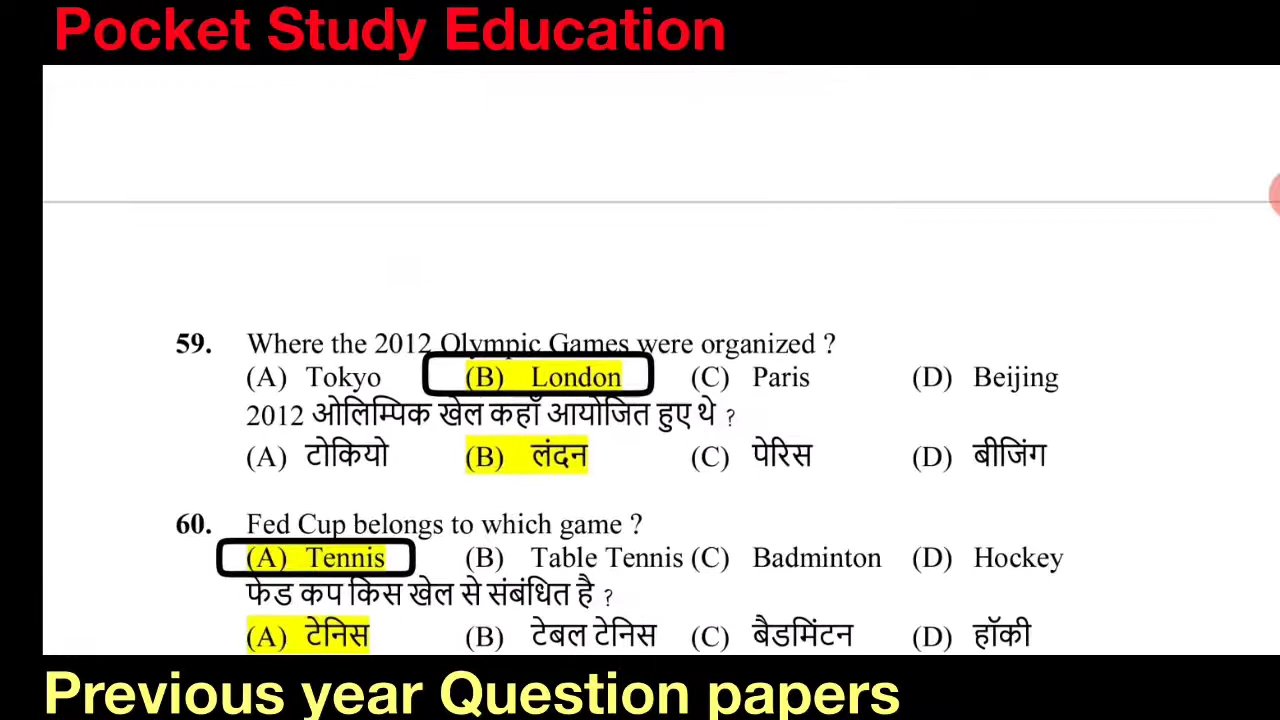 Pocket Study Education
59. Where the 2012 Olympic Games were organized ?
(A) Tokyo (B) London (C) Paris (D) Beijing
2012 ओलिम्पिक खेल कहाँ आयोजित हुए थे ?
(A) टोकियो (B) लंदन (C) पेरिस (D) बीजिंग
60. Fed Cup belongs to which game ?
(A) Tennis (B) Table Tennis (C) Badminton (D) Hockey
फेड कप किस खेल से संबंधित है ?
(A) टेनिस (B) टेबल टेनिस (C) बैडमिंटन (D) हॉकी
Previous year Question papers